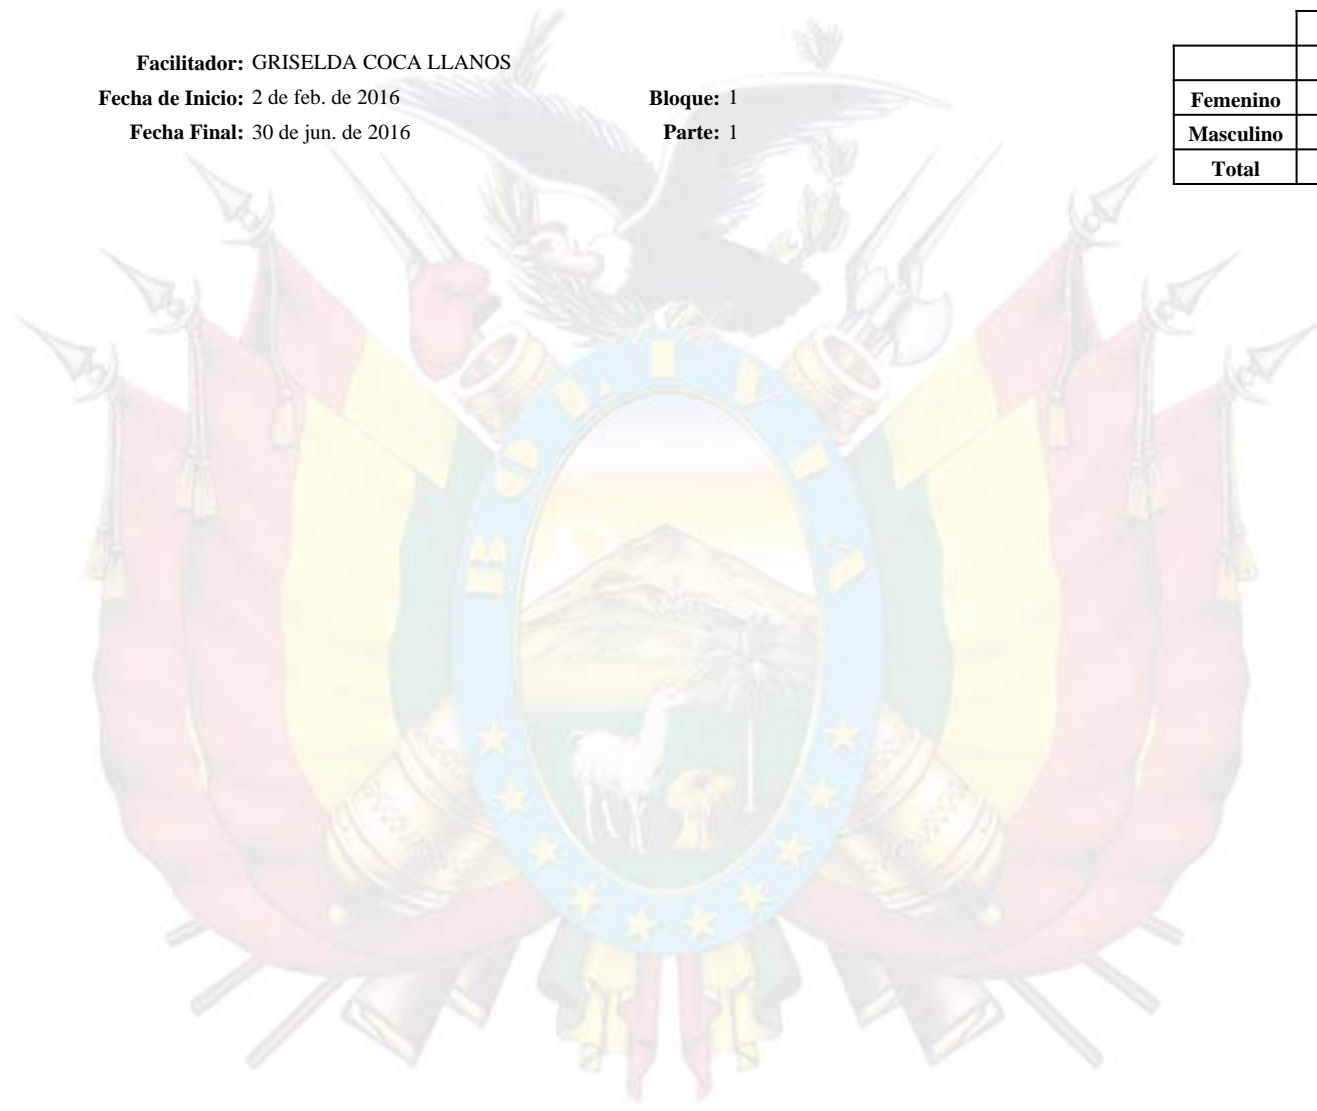 Facilitador: GRISELDA COCA LLANOS
Fecha de Inicio: 2 de feb. de 2016 Bloque: 1
Fecha Final: 30 de jun. de 2016 Parte: 1
Femenino
Masculino
Total
BOLIVIA